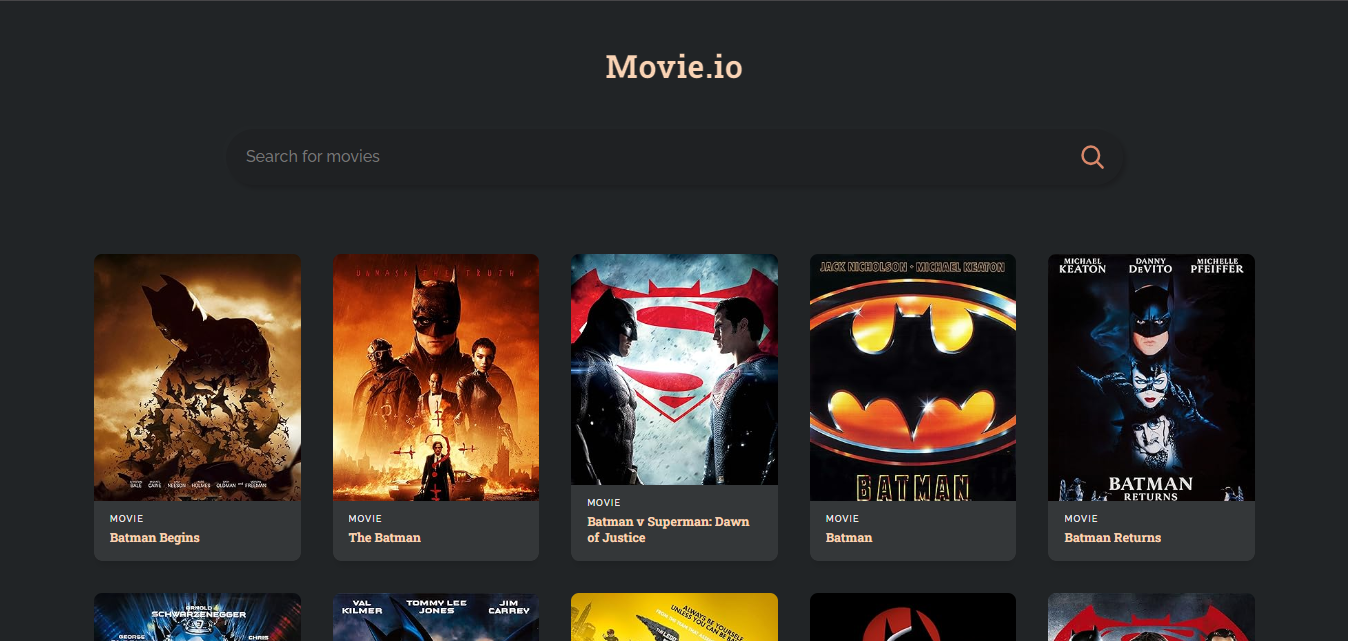 Movie.io
Search for movies
UNMASK THE TRUTH
JACK NICHOLSON · MICHAEL KEATON
MICHAEL KEATON
DANNY DEVITO
MICHELLE PFEIFFER
BATMAN
BATMAN
RETURNS
MOVIE
Batman Begins
MOVIE
The Batman
MOVIE
Batman v Superman: Dawn
of Justice
MOVIE
Batman
MOVIE
Batman Returns
ARNOLD
SCHWARZENEGGER
GEORGE
CHRIS
VAL KILMER
TOMMY LEE JONES
JIM CARREY
ALWAYS BE YOURSELF
UNLESS YOU CAN BE BA